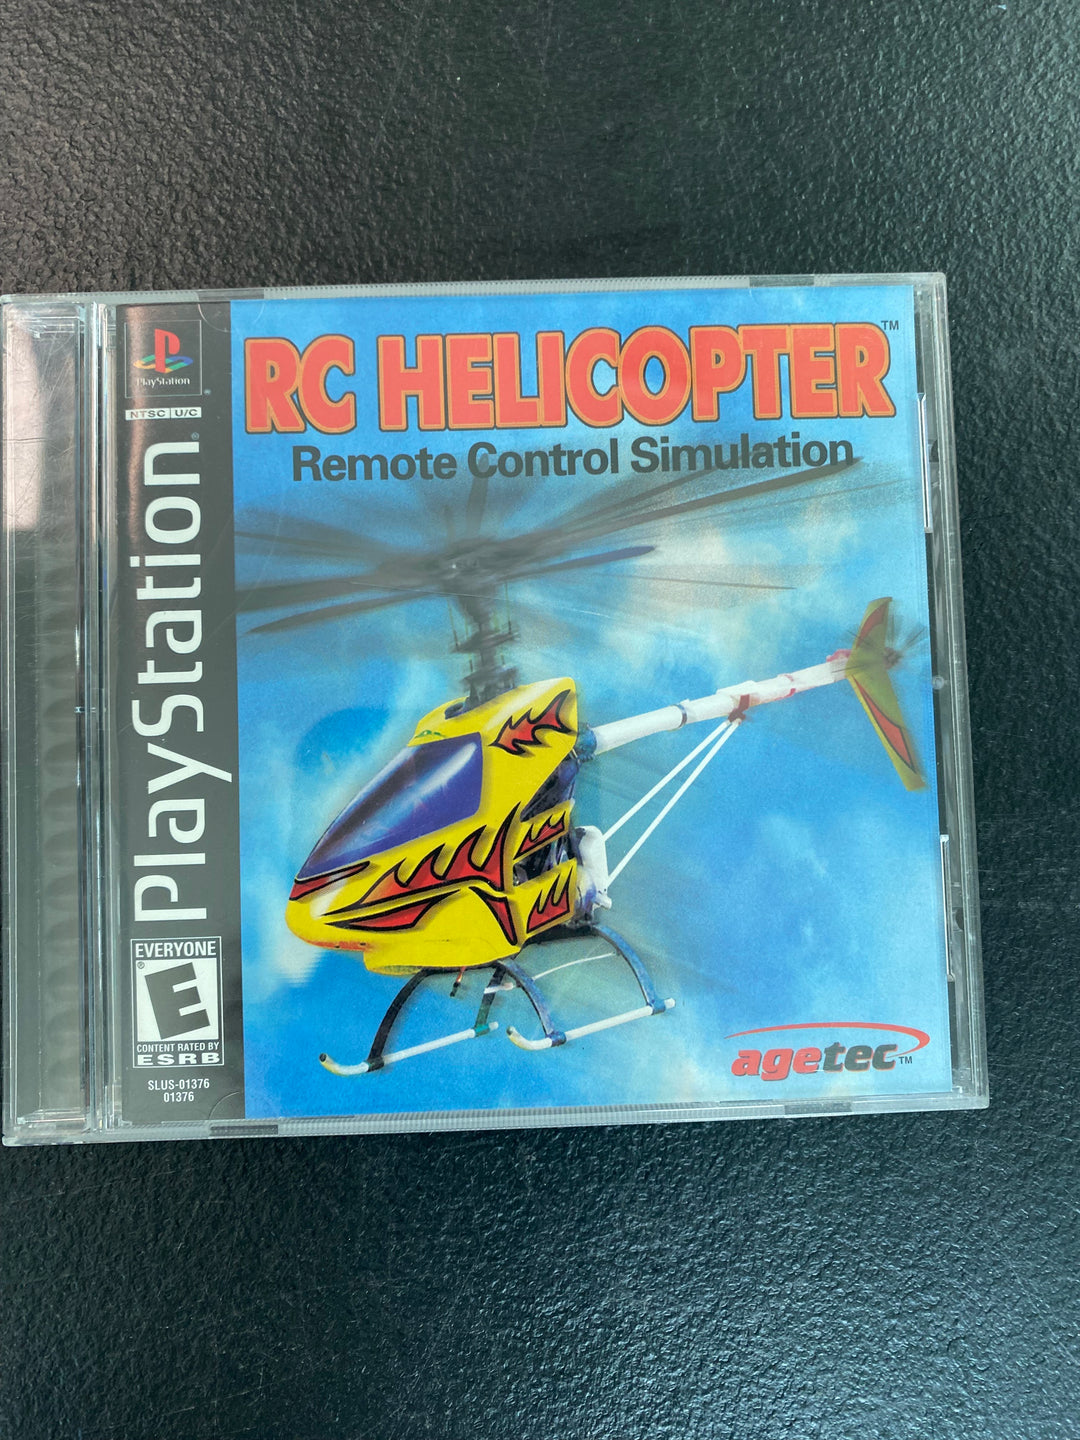 PlayStation
NTSC U/C
PlayStation
EVERYONE
E
CONTENT RATED BY
ESRB
SLUS-01376
01376
RC HELICOPTER™
Remote Control Simulation
agetec™